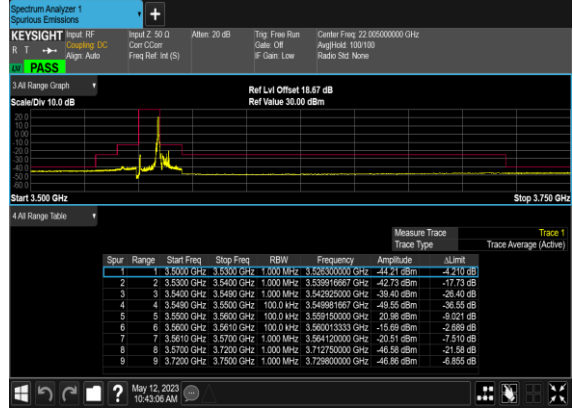 Spectrum Analyzer 1
Spurious Emissions
+
KEYSIGHT Input: RF Input Z: 50 Ω Atten: 20 dB Trig: Free Run Center Freq: 22.005000000 GHz
R T Coupling: DC Corr CCorr Gate: Off Avg|Hold: 100/100
Align: Auto Freq Ref: Int (S) IF Gain: Low Radio Std: None
PASS
3 All Range Graph Ref Lvl Offset 18.67 dB
Scale/Div 10.0 dB Ref Value 30.00 dBm
20.0
10.0
0.00
-10.0
-20.0
-30.0
-40.0
-50.0
-60.0
Start 3.500 GHz Stop 3.750 GHz
4 All Range Table
Measure Trace Trace 1
Trace Type Trace Average (Active)
Spur Range Start Freq Stop Freq RBW Frequency Amplitude ΔLimit
1 1 3.5000 GHz 3.5300 GHz 1.000 MHz 3.526300000 GHz -44.21 dBm -4.210 dB
2 2 3.5300 GHz 3.5400 GHz 1.000 MHz 3.539916667 GHz -42.73 dBm -17.73 dB
3 3 3.5400 GHz 3.5490 GHz 1.000 MHz 3.542925000 GHz -39.40 dBm -26.40 dB
4 4 3.5490 GHz 3.5500 GHz 100.0 kHz 3.549981667 GHz -49.55 dBm -36.55 dB
5 5 3.5500 GHz 3.5600 GHz 100.0 kHz 3.559150000 GHz 20.98 dBm -9.021 dB
6 6 3.5600 GHz 3.5610 GHz 100.0 kHz 3.560013333 GHz -15.69 dBm -2.689 dB
7 7 3.5610 GHz 3.5700 GHz 1.000 MHz 3.564120000 GHz -20.51 dBm -7.510 dB
8 8 3.5700 GHz 3.7200 GHz 1.000 MHz 3.712750000 GHz -46.58 dBm -21.58 dB
9 9 3.7200 GHz 3.7500 GHz 1.000 MHz 3.729800000 GHz -46.86 dBm -6.855 dB
? May 12, 2023
10:43:06 AM